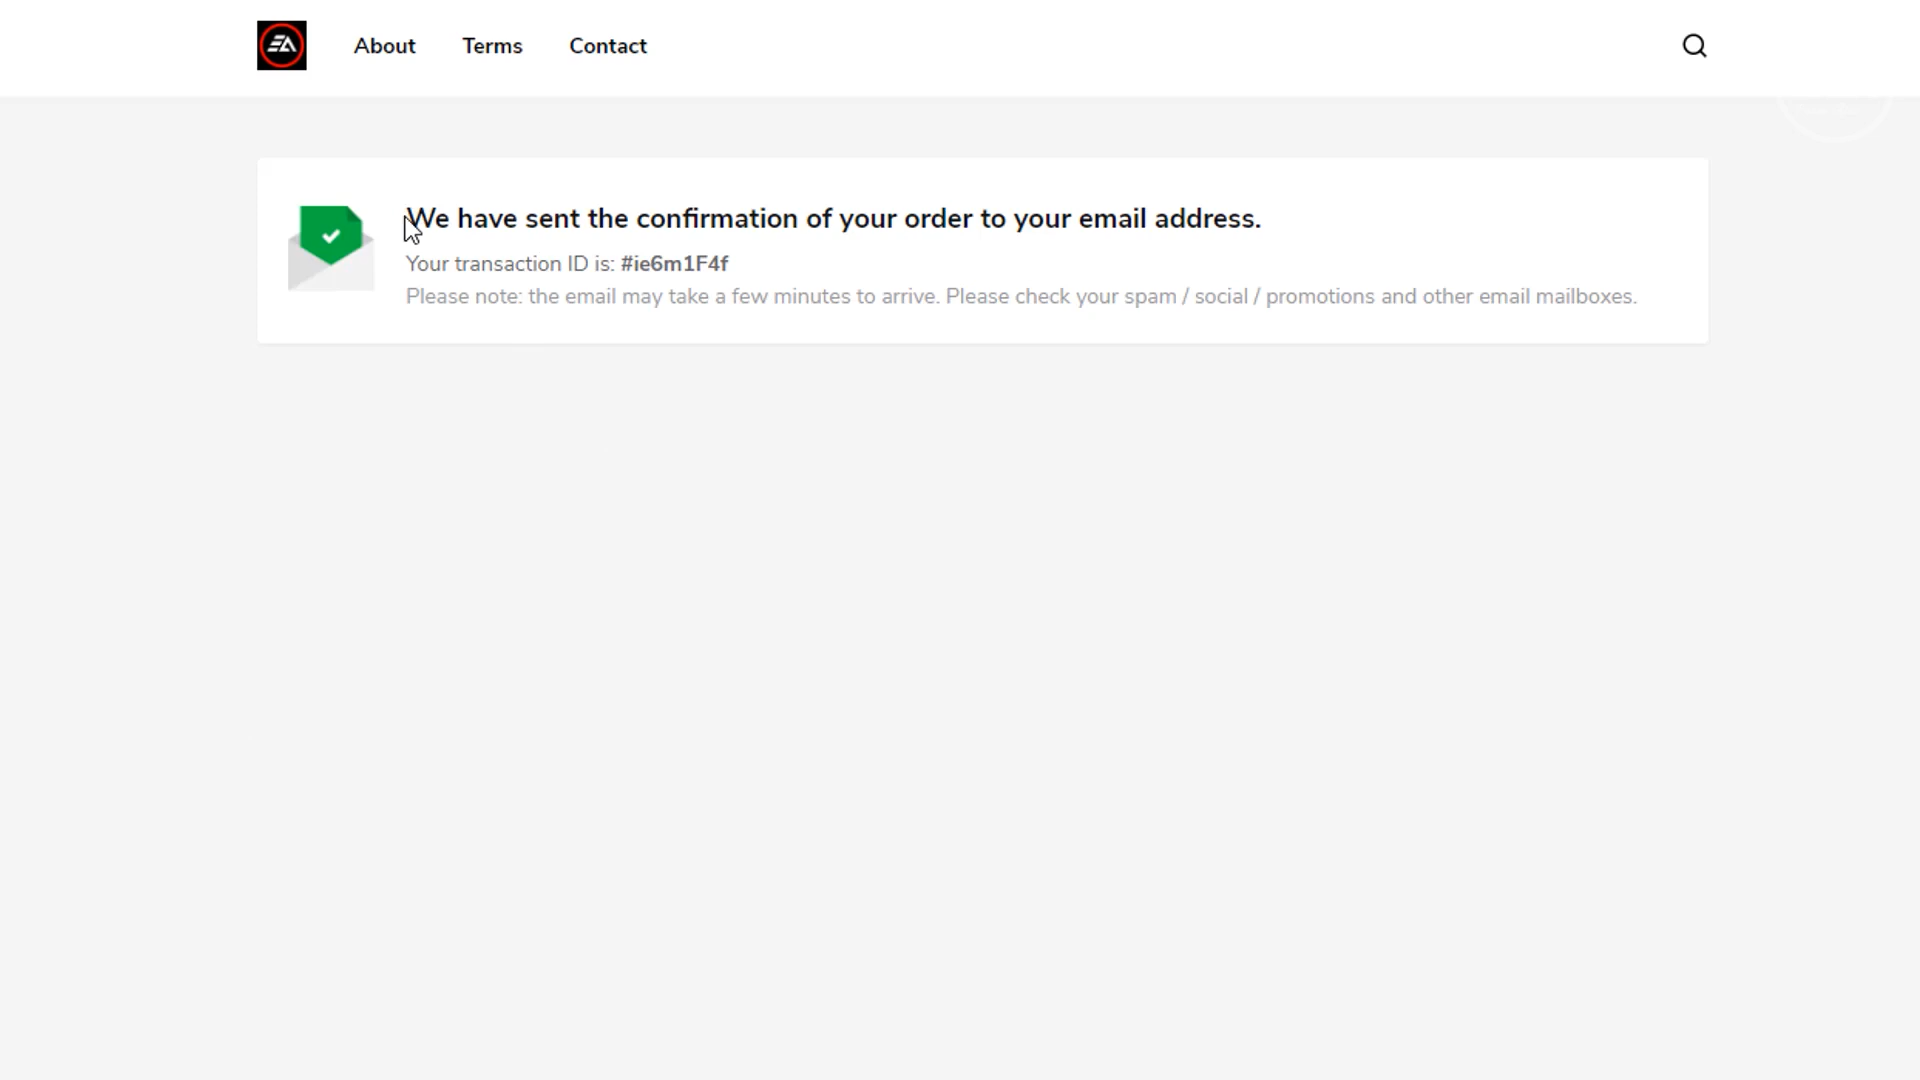 EA About Terms Contact
We have sent the confirmation of your order to your email address.
Your transaction ID is: #ie6m1F4f
Please note: the email may take a few minutes to arrive. Please check your spam / social / promotions and other email mailboxes.